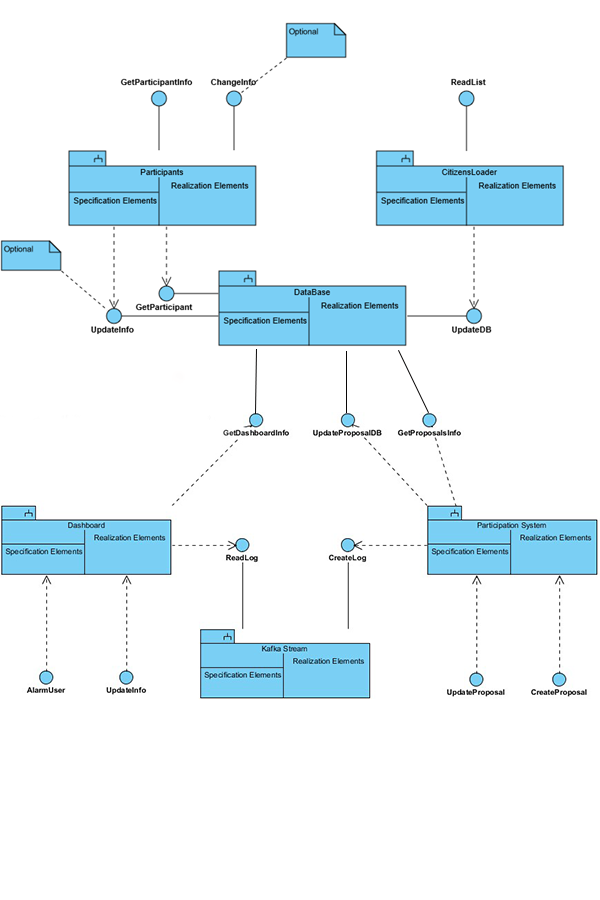 Optional
GetParticipantInfo
ChangeInfo
ReadList
Participants
Specification Elements
Realization Elements
CitizensLoader
Specification Elements
Realization Elements
Optional
GetParticipant
UpdateInfo
DataBase
Specification Elements
Realization Elements
UpdateDB
GetDashboardInfo
UpdateProposalDB
GetProposalsInfo
Dashboard
Specification Elements
Realization Elements
ReadLog
CreateLog
Participation System
Specification Elements
Realization Elements
Kafka Stream
Specification Elements
Realization Elements
AlarmUser
UpdateInfo
UpdateProposal
CreateProposal